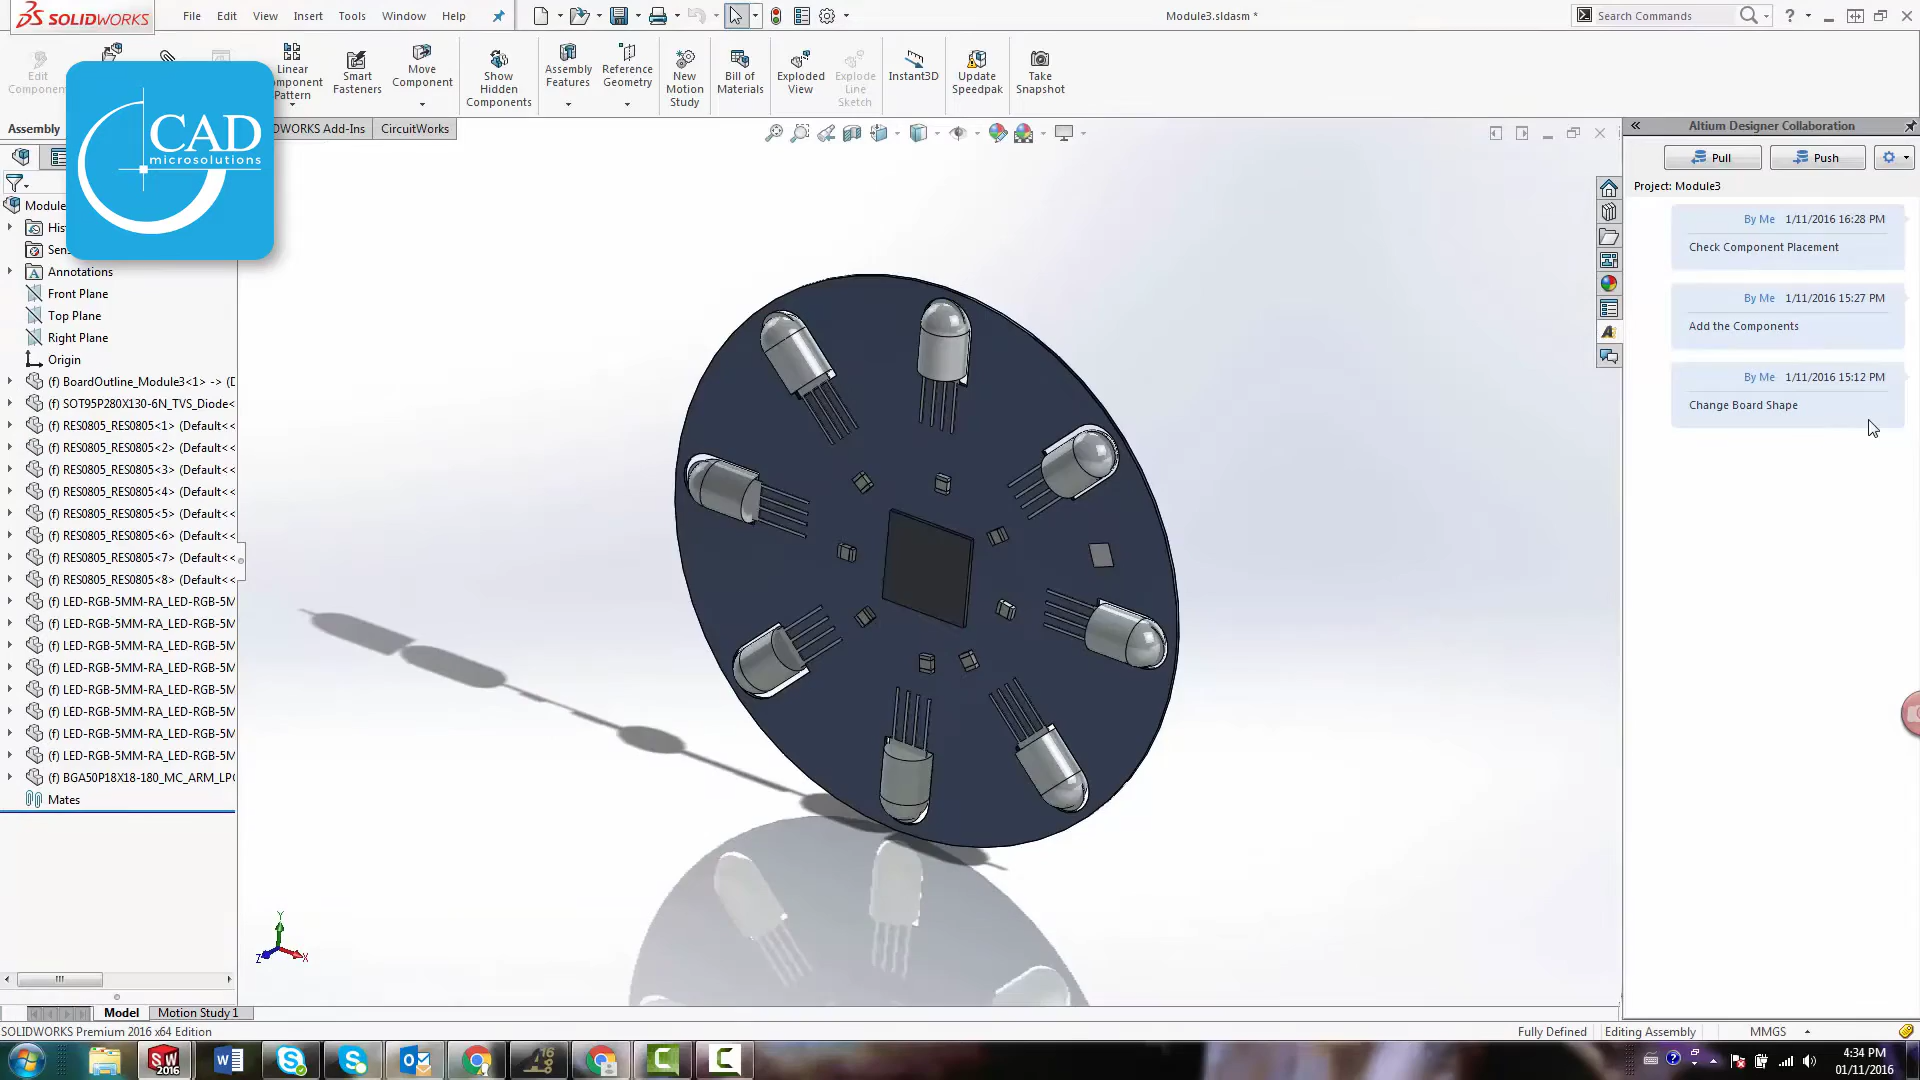 SOLIDWORKS
File Edit View Insert Tools Window Help
Module3.sldasm *
Search Commands
Edit Component
Linear Component Pattern
Smart Fasteners
Move Component
Show Hidden Components
Assembly Features
Reference Geometry
New Motion Study
Bill of Materials
Exploded View
Explode Line Sketch
Instant3D
Update Speedpak
Take Snapshot
CAD
microsolutions
Assembly
Add-Ins CircuitWorks
Altium Designer Collaboration
Pull Push
Project: Module3
By Me 1/11/2016 16:28 PM
Check Component Placement
By Me 1/11/2016 15:27 PM
Add the Components
By Me 1/11/2016 15:12 PM
Change Board Shape
Annotations
Front Plane
Top Plane
Right Plane
Origin
(f) BoardOutline_Module3<1> -> (D
(f) SOT95P280X130-6N_TVS_Diode<
(f) RES0805_RES0805<1> (Default<<
(f) RES0805_RES0805<2> (Default<<
(f) RES0805_RES0805<3> (Default<<
(f) RES0805_RES0805<4> (Default<<
(f) RES0805_RES0805<5> (Default<<
(f) RES0805_RES0805<6> (Default<<
(f) RES0805_RES0805<7> (Default<<
(f) RES0805_RES0805<8> (Default<<
(f) LED-RGB-5MM-RA_LED-RGB-5M
(f) LED-RGB-5MM-RA_LED-RGB-5M
(f) LED-RGB-5MM-RA_LED-RGB-5M
(f) LED-RGB-5MM-RA_LED-RGB-5M
(f) LED-RGB-5MM-RA_LED-RGB-5M
(f) LED-RGB-5MM-RA_LED-RGB-5M
(f) LED-RGB-5MM-RA_LED-RGB-5M
(f) LED-RGB-5MM-RA_LED-RGB-5M
(f) BGA50P18X18-180_MC_ARM_LPC
Mates
Y
Z
X
Model Motion Study 1
SOLIDWORKS Premium 2016 x64 Edition
Fully Defined Editing Assembly MMGS
SW 2016
16
4:34 PM
01/11/2016